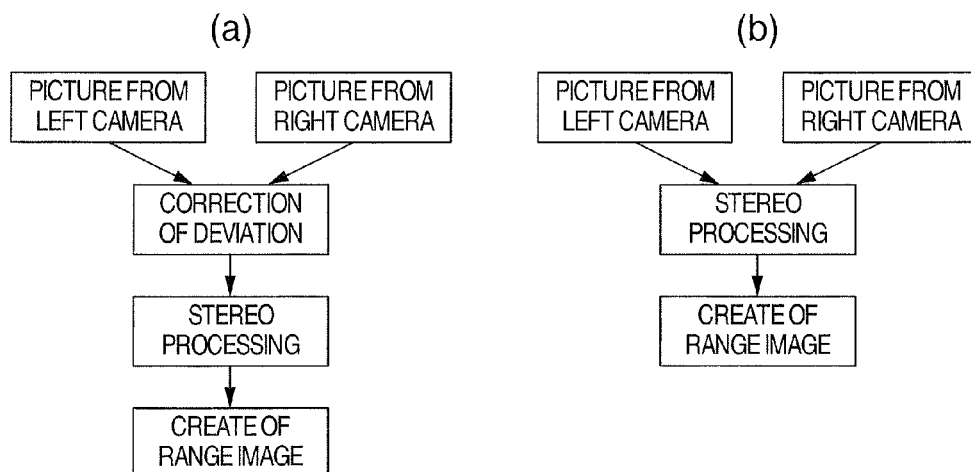 (a)
PICTURE FROM
LEFT CAMERA
PICTURE FROM
RIGHT CAMERA
CORRECTION
OF DEVIATION
STEREO
PROCESSING
CREATE OF
RANGE IMAGE
(b)
PICTURE FROM
LEFT CAMERA
PICTURE FROM
RIGHT CAMERA
STEREO
PROCESSING
CREATE OF
RANGE IMAGE